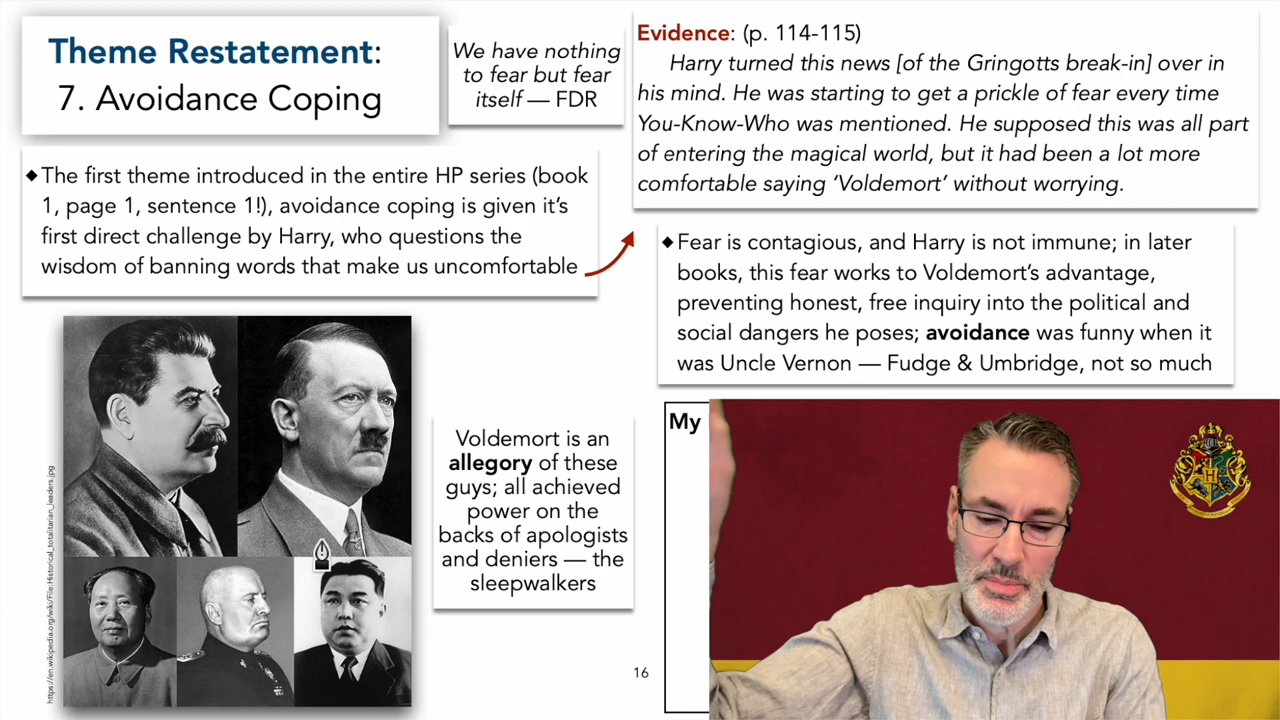 Theme Restatement:
7. Avoidance Coping
We have nothing
to fear but fear
itself — FDR
Evidence: (p. 114-115)
Harry turned this news [of the Gringotts break-in] over in
his mind. He was starting to get a prickle of fear every time
You-Know-Who was mentioned. He supposed this was all part
of entering the magical world, but it had been a lot more
comfortable saying ‘Voldemort’ without worrying.
◆The first theme introduced in the entire HP series (book
1, page 1, sentence 1!), avoidance coping is given it’s
first direct challenge by Harry, who questions the
wisdom of banning words that make us uncomfortable
◆Fear is contagious, and Harry is not immune; in later
books, this fear works to Voldemort’s advantage,
preventing honest, free inquiry into the political and
social dangers he poses; avoidance was funny when it
was Uncle Vernon — Fudge & Umbridge, not so much
https://en.wikipedia.org/wiki/File:Historical_totalitarian_leaders.jpg
Voldemort is an
allegory of these
guys; all achieved
power on the
backs of apologists
and deniers — the
sleepwalkers
My
16
H